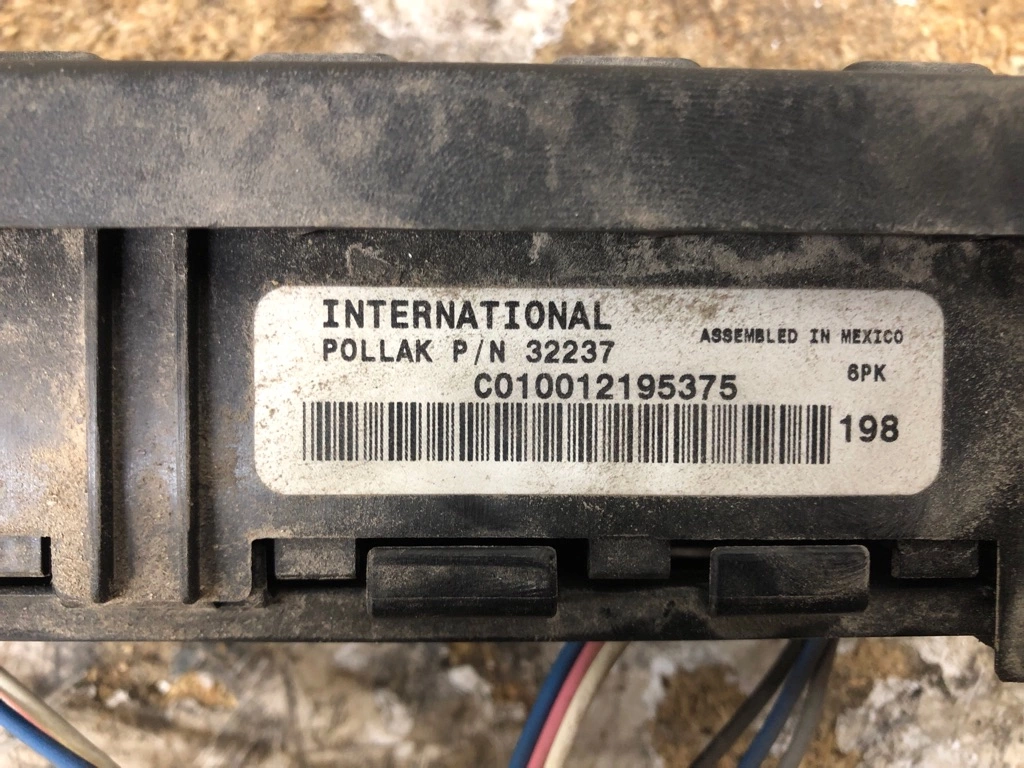 INTERNATIONAL
ASSEMBLED IN MEXICO
POLLAK P/N 32237
6PK
C010012195375
198